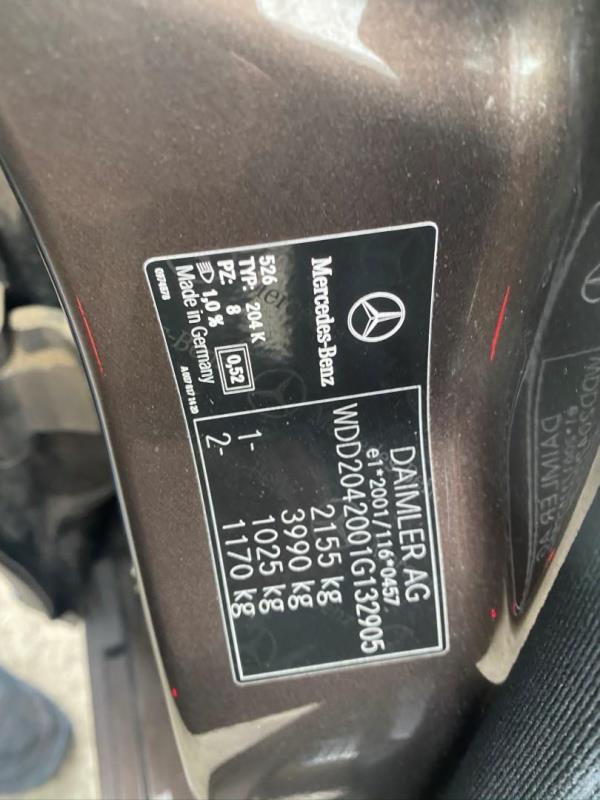 Mercedes-Benz
526
TYP: 204 K
PZ: 8
0,52
1,0 %
Made in Germany
DAIMLER AG
e1*2001/116*0457
WDD2042001G132905
2155 kg
3990 kg
1- 1025 kg
2- 1170 kg